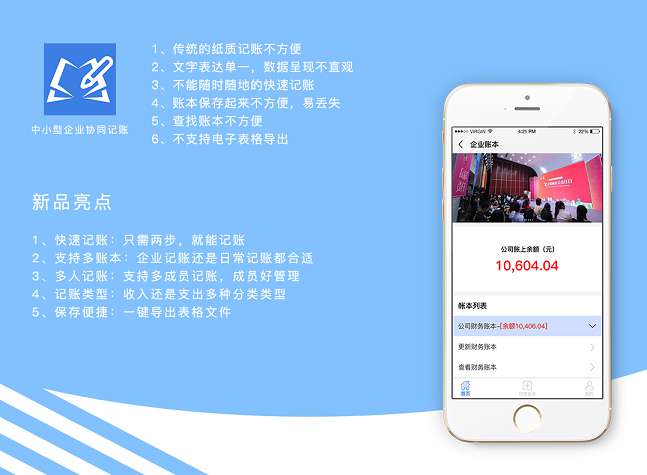 1、传统的纸质记账不方便
2、文字表达单一，数据呈现不直观
3、不能随时随地的快速记账
4、账本保存起来不方便，易丢失
5、查找账本不方便
6、不支持电子表格导出
中小型企业协同记账
新品亮点
1、快速记账：只需两步，就能记账
2、支持多账本：企业记账还是日常记账都合适
3、多人记账：支持多成员记账，成员好管理
4、记账类型：收入还是支出多种分类类型
5、保存便捷：一键导出表格文件
VIRGIN 4:21 PM 22%
企业账本
公司账上余额（元）
10,604.04
帐本列表
公司财务账本-[余额10,406.04]
更新财务账本
查看财务账本
首页